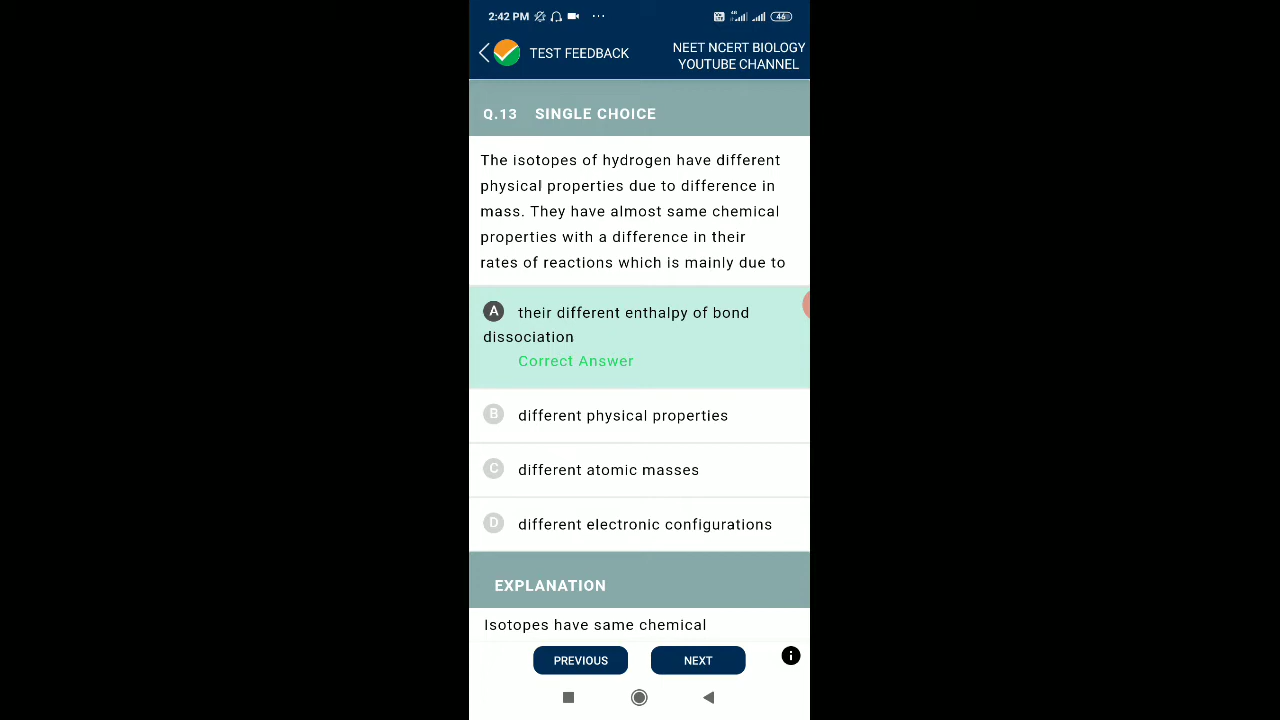 2:42 PM ... 4G 46
TEST FEEDBACK
NEET NCERT BIOLOGY
YOUTUBE CHANNEL
Q.13 SINGLE CHOICE
The isotopes of hydrogen have different
physical properties due to difference in
mass. They have almost same chemical
properties with a difference in their
rates of reactions which is mainly due to
A their different enthalpy of bond
dissociation
Correct Answer
B different physical properties
C different atomic masses
D different electronic configurations
EXPLANATION
Isotopes have same chemical
PREVIOUS NEXT i